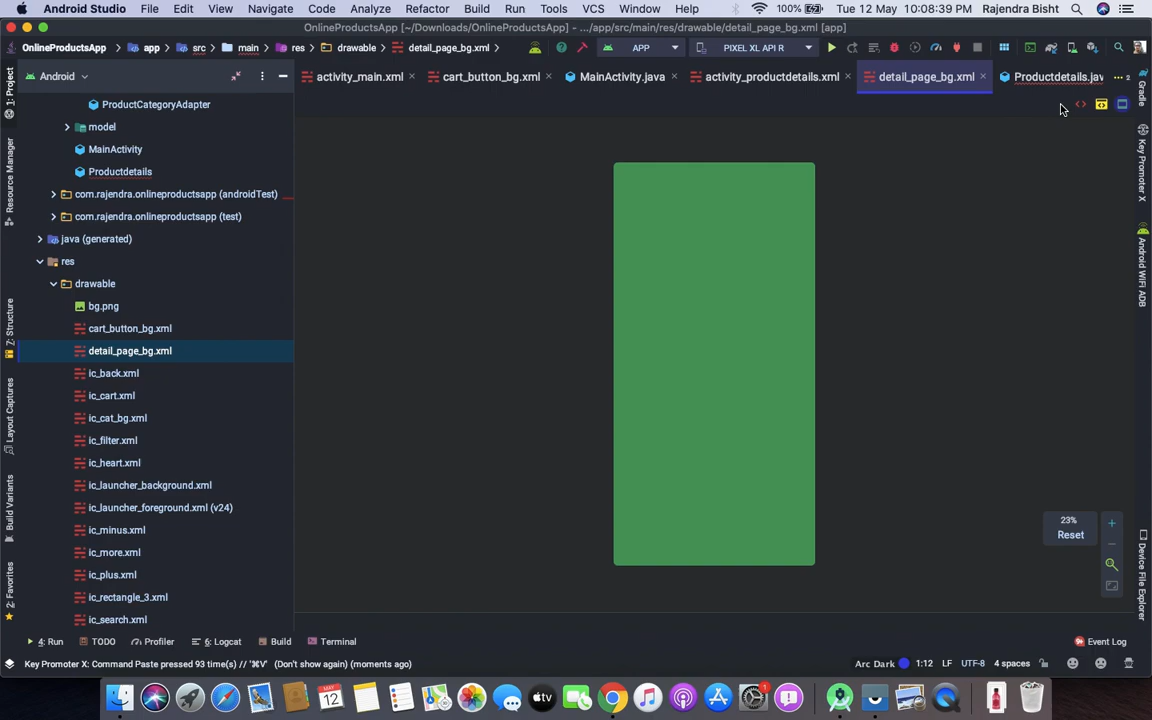 Android Studio File Edit View Navigate Code Analyze Refactor Build Run Tools VCS Window Help 100% Tue 12 May 10:08:39 PM Rajendra Bisht
OnlineProductsApp [~/Downloads/OnlineProductsApp] - .../app/src/main/res/drawable/detail_page_bg.xml [app]
OnlineProductsApp app src main res drawable detail_page_bg.xml APP PIXEL XL API R
1: Project
Android
activity_main.xml cart_button_bg.xml MainActivity.java activity_productdetails.xml detail_page_bg.xml Productdetails.jav 2
Gradle
ProductCategoryAdapter
model
MainActivity
Productdetails
com.rajendra.onlineproductsapp (androidTest)
com.rajendra.onlineproductsapp (test)
java (generated)
res
drawable
bg.png
cart_button_bg.xml
detail_page_bg.xml
ic_back.xml
ic_cart.xml
ic_cat_bg.xml
ic_filter.xml
ic_heart.xml
ic_launcher_background.xml
ic_launcher_foreground.xml (v24)
ic_minus.xml
ic_more.xml
ic_plus.xml
ic_rectangle_3.xml
ic_search.xml
Resource Manager
7: Structure
Layout Captures
Build Variants
2: Favorites
Key Promoter X
Android WiFi ADB
Device File Explorer
23%
Reset
4: Run TODO Profiler 6: Logcat Build Terminal Event Log
Key Promoter X: Command Paste pressed 93 time(s) // '⌘V' (Don't show again) (moments ago) Arc Dark 1:12 LF UTF-8 4 spaces
MAY
12
tv
1